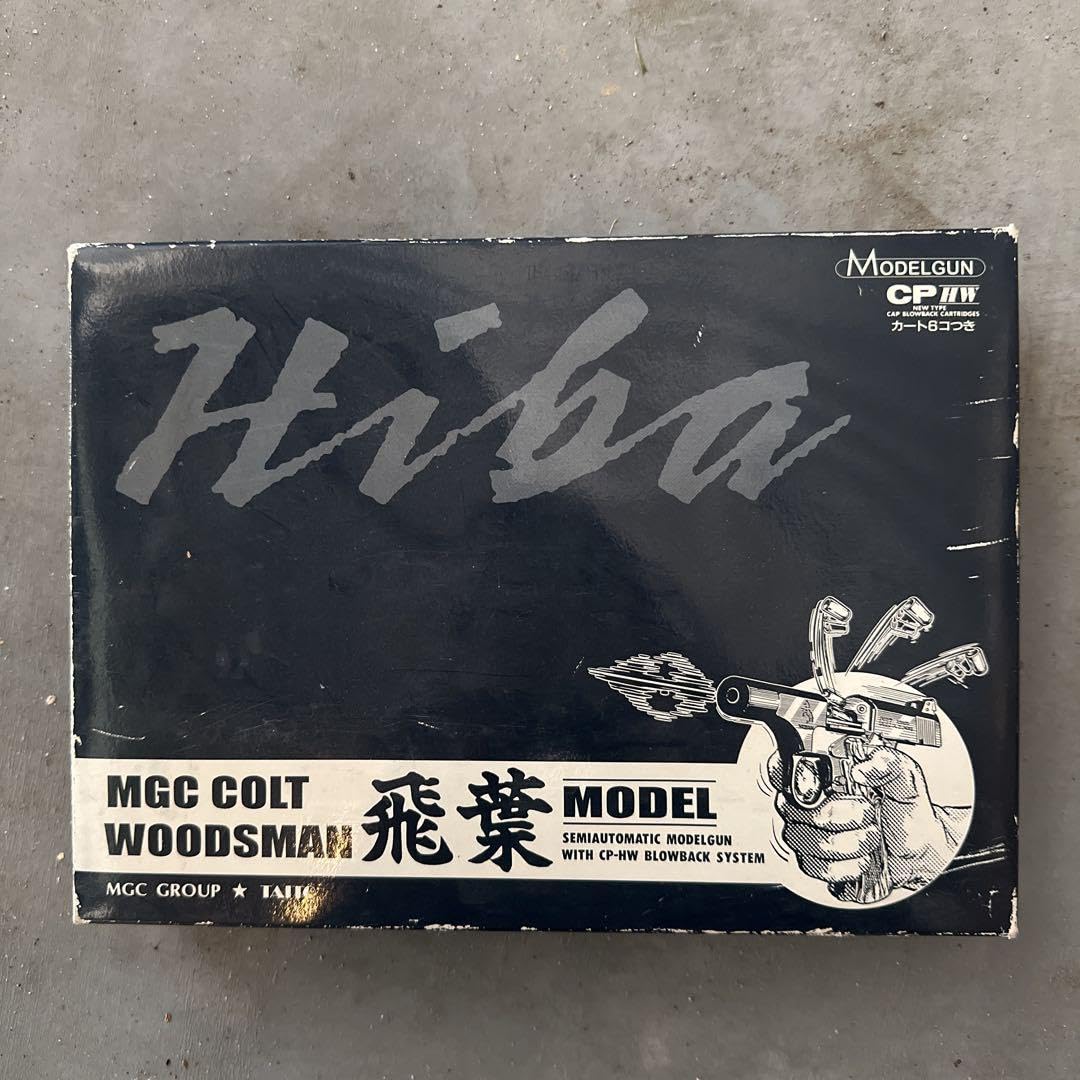 MODELGUN
CP HW
NEW TYPE
CAP BLOWBACK CARTRIDGES
カート6コつき
Hiba
MGC COLT
WOODSMAN 飛葉 MODEL
SEMIAUTOMATIC MODELGUN
WITH CP-HW BLOWBACK SYSTEM
MGC GROUP ★ TAITO